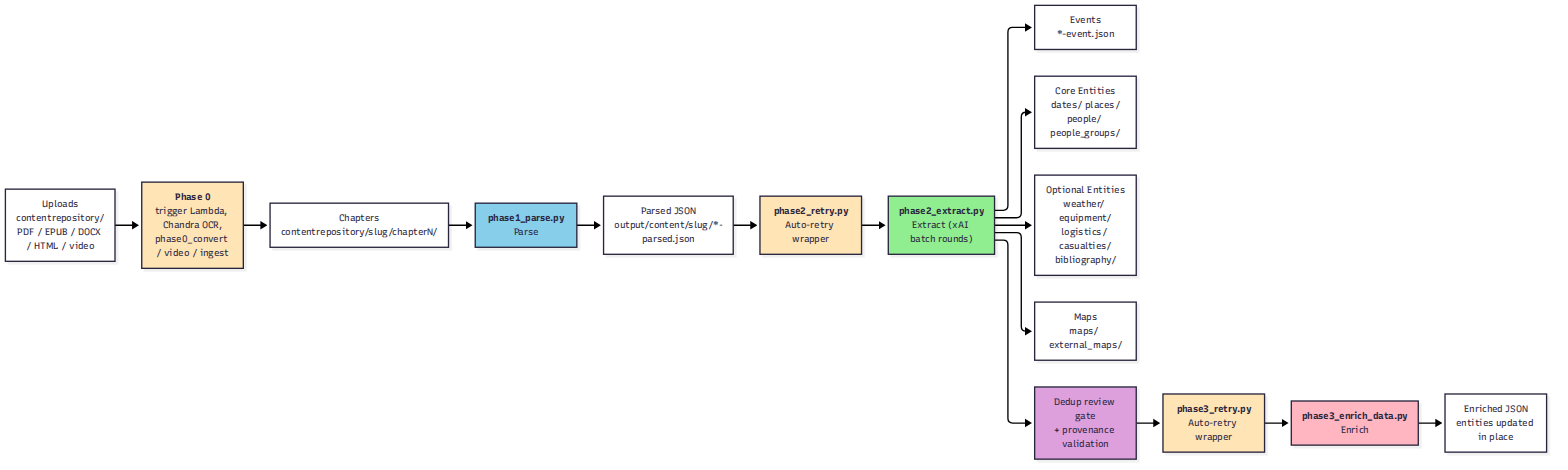 Uploads
contentrepository/
PDF / EPUB / DOCX
/ HTML / video
Phase 0
trigger Lambda,
Chandra OCR,
phase0_convert
/ video / ingest
Chapters
contentrepository/slug/chapterN/
phase1_parse.py
Parse
Parsed JSON
output/content/slug/*-
parsed.json
phase2_retry.py
Auto-retry
wrapper
phase2_extract.py
Extract (xAI
batch rounds)
Events
*-event.json
Core Entities
dates/ places/
people/
people_groups/
Optional Entities
weather/
equipment/
logistics/
casualties/
bibliography/
Maps
maps/
external_maps/
Dedup review
gate
+ provenance
validation
phase3_retry.py
Auto-retry
wrapper
phase3_enrich_data.py
Enrich
Enriched JSON
entities updated
in place